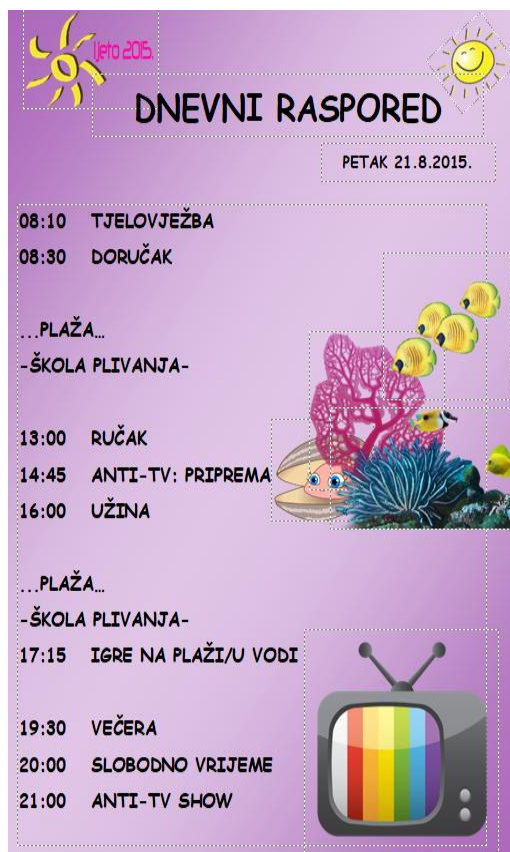 ljeto 2015.
DNEVNI RASPORED
PETAK 21.8.2015.
08:10 TJELOVJEŽBA
08:30 DORUČAK
...PLAŽA...
-ŠKOLA PLIVANJA-
13:00 RUČAK
14:45 ANTI-TV: PRIPREMA
16:00 UŽINA
...PLAŽA...
-ŠKOLA PLIVANJA-
17:15 IGRE NA PLAŽI/U VODI
19:30 VEČERA
20:00 SLOBODNO VRIJEME
21:00 ANTI-TV SHOW